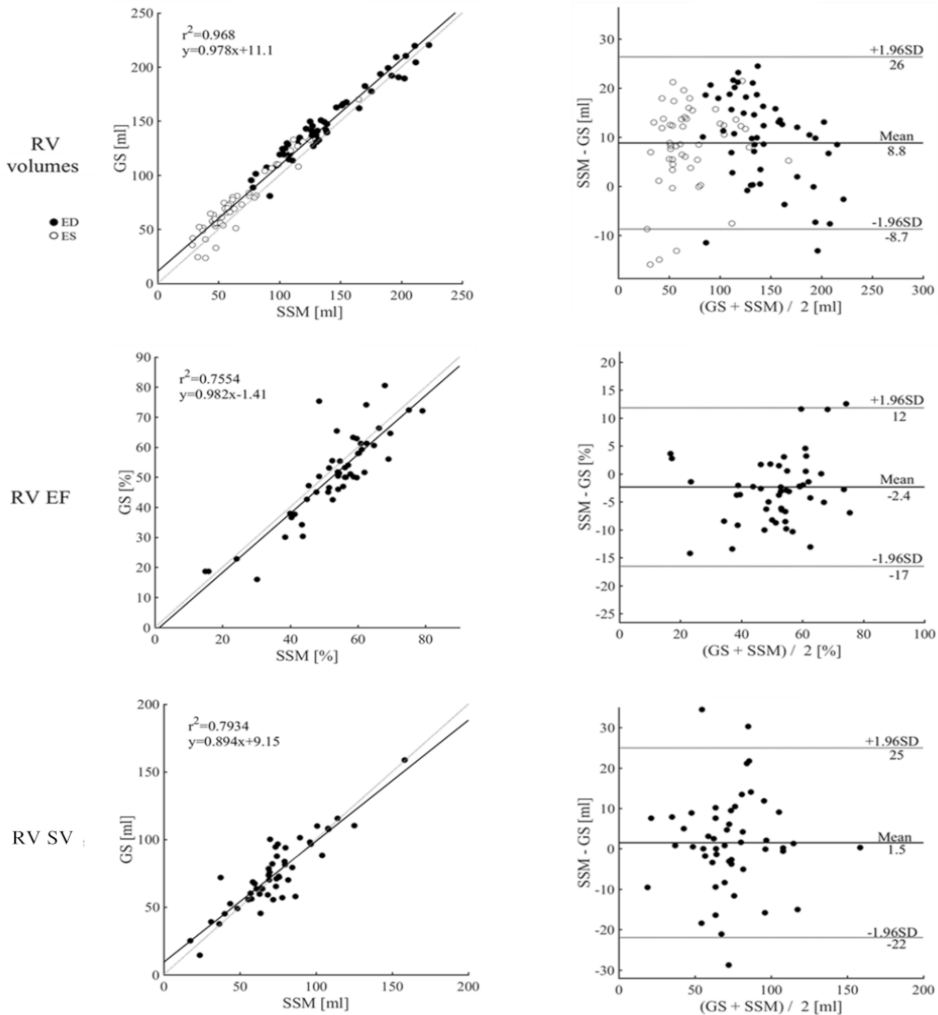 RV
volumes
● ED
○ ES
r²=0.968
y=0.978x+11.1
GS [ml]
250
200
150
100
50
0
0 50 100 150 200 250
SSM [ml]
SSM - GS [ml]
30
20
10
0
-10
+1.96SD
26
Mean
8.8
-1.96SD
-8.7
0 50 100 150 200 250 300
(GS + SSM) / 2 [ml]
RV EF
r²=0.7554
y=0.982x-1.41
GS [%]
90
80
70
60
50
40
30
20
10
0
0 20 40 60 80
SSM [%]
SSM - GS [%]
20
15
10
5
0
-5
-10
-15
-20
-25
+1.96SD
12
Mean
-2.4
-1.96SD
-17
0 20 40 60 80 100
(GS + SSM) / 2 [%]
RV SV
r²=0.7934
y=0.894x+9.15
GS [ml]
200
150
100
50
0
0 50 100 150 200
SSM [ml]
SSM - GS [ml]
30
20
10
0
-10
-20
-30
+1.96SD
25
Mean
1.5
-1.96SD
-22
0 50 100 150 200
(GS + SSM) / 2 [ml]